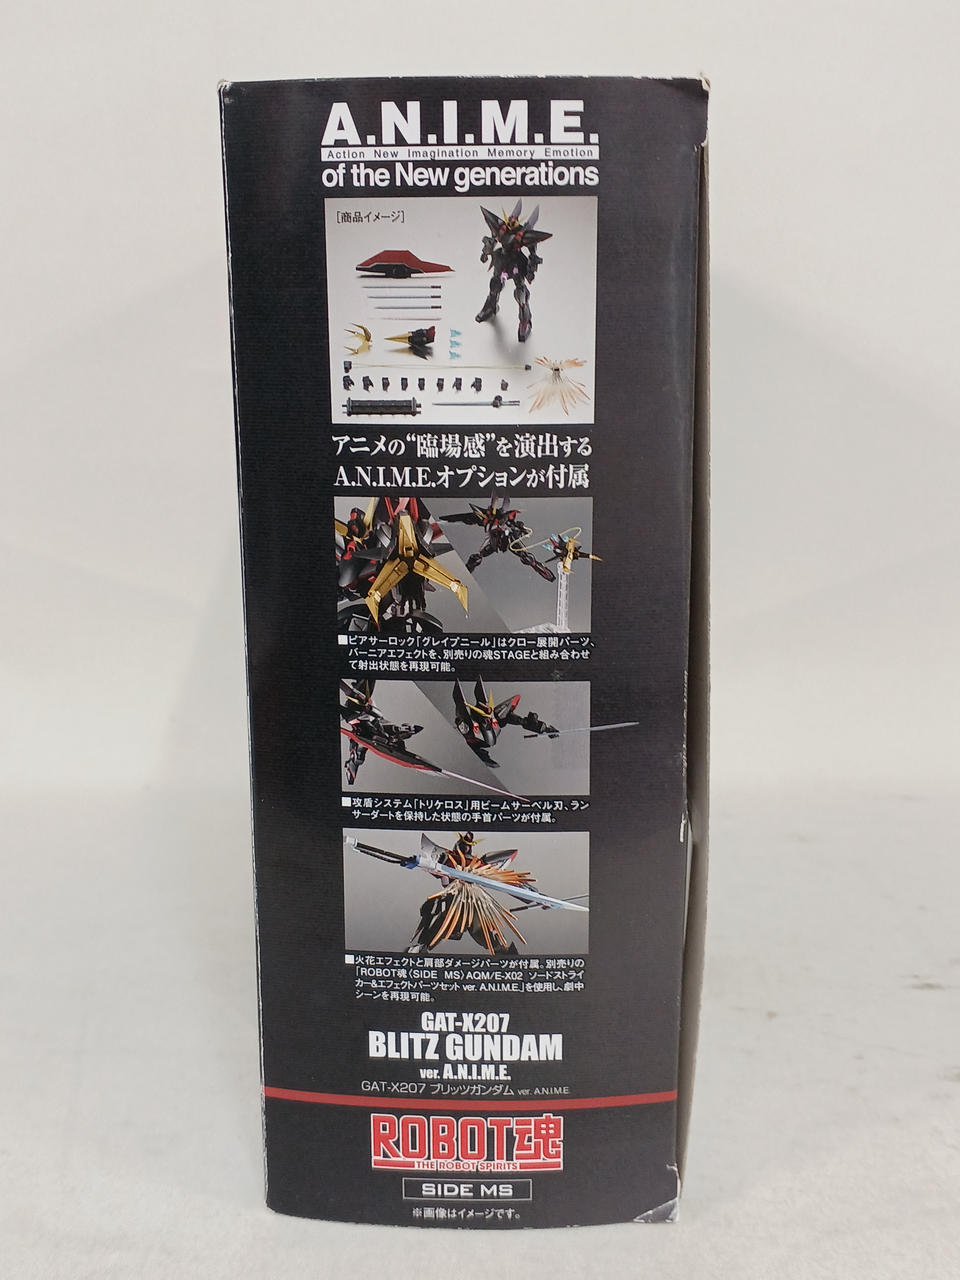 A.N.I.M.E.
Action New Imagination Memory Emotion
of the New generations
[商品イメージ]
アニメの“臨場感”を演出する
A.N.I.M.E.オプションが付属
■ピアサーロック「グレイプニール」はクロー展開パーツ、
バーニアエフェクトを、別売りの魂STAGEと組み合わせ
て射出状態を再現可能。
■攻盾システム「トリケロス」用ビームサーベル刃、ラン
サーダートを保持した状態の手首パーツが付属。
■火花エフェクトと肩部ダメージパーツが付属。別売りの
「ROBOT魂〈SIDE MS〉AQM/E-X02 ソードストライ
カー&エフェクトパーツセット ver. A.N.I.M.E.」を使用し、劇中
シーンを再現可能。
GAT-X207
BLITZ GUNDAM
ver. A.N.I.M.E.
GAT-X207 ブリッツガンダム ver. A.N.I.M.E.
ROBOT魂
THE ROBOT SPIRITS
SIDE MS
※画像はイメージです。